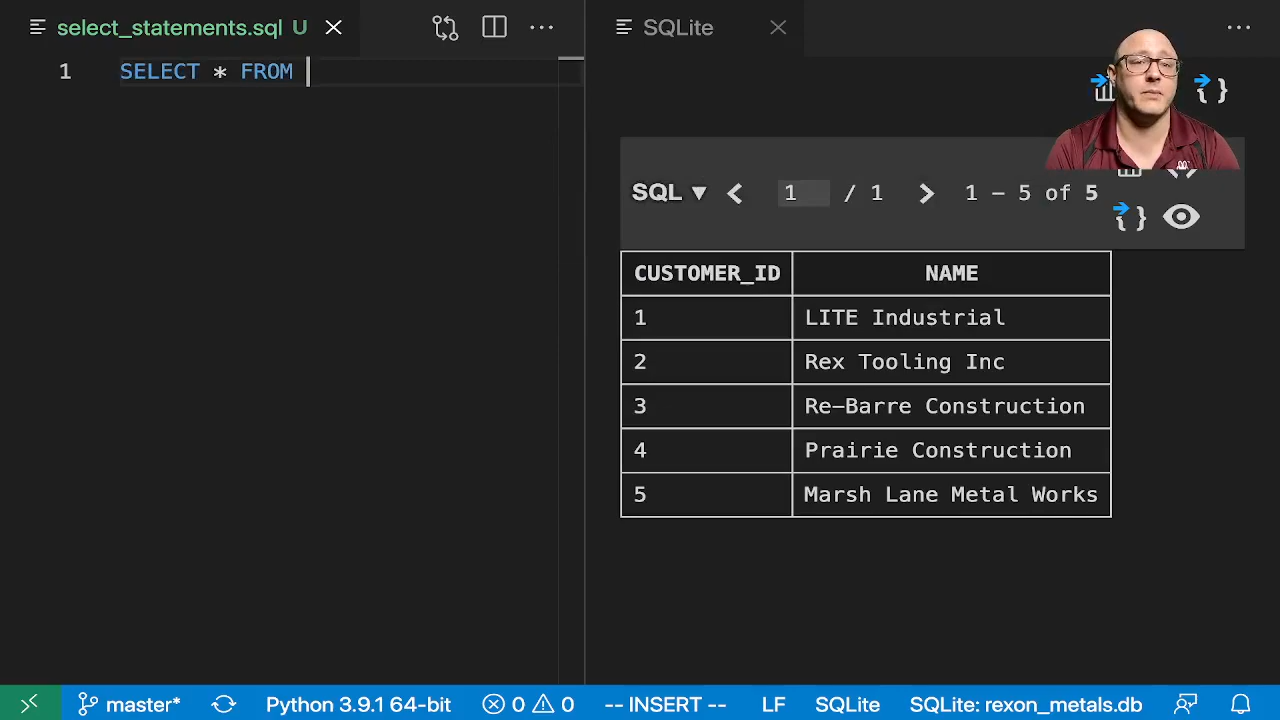 select_statements.sql U
SQLite
1 SELECT * FROM
SQL ▼ < 1 / 1 > 1 – 5 of 5
CUSTOMER_ID NAME
1 LITE Industrial
2 Rex Tooling Inc
3 Re-Barre Construction
4 Prairie Construction
5 Marsh Lane Metal Works
master* Python 3.9.1 64-bit 0 0 -- INSERT -- LF SQLite SQLite: rexon_metals.db